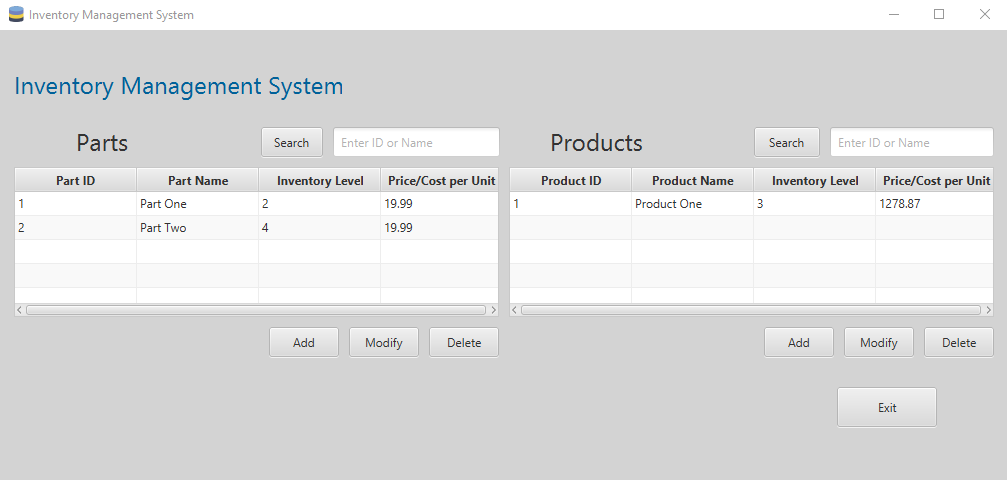 Inventory Management System
Inventory Management System
Parts Search Enter ID or Name
Part ID Part Name Inventory Level Price/Cost per Unit
1 Part One 2 19.99
2 Part Two 4 19.99
Add Modify Delete
Products Search Enter ID or Name
Product ID Product Name Inventory Level Price/Cost per Unit
1 Product One 3 1278.87
Add Modify Delete
Exit